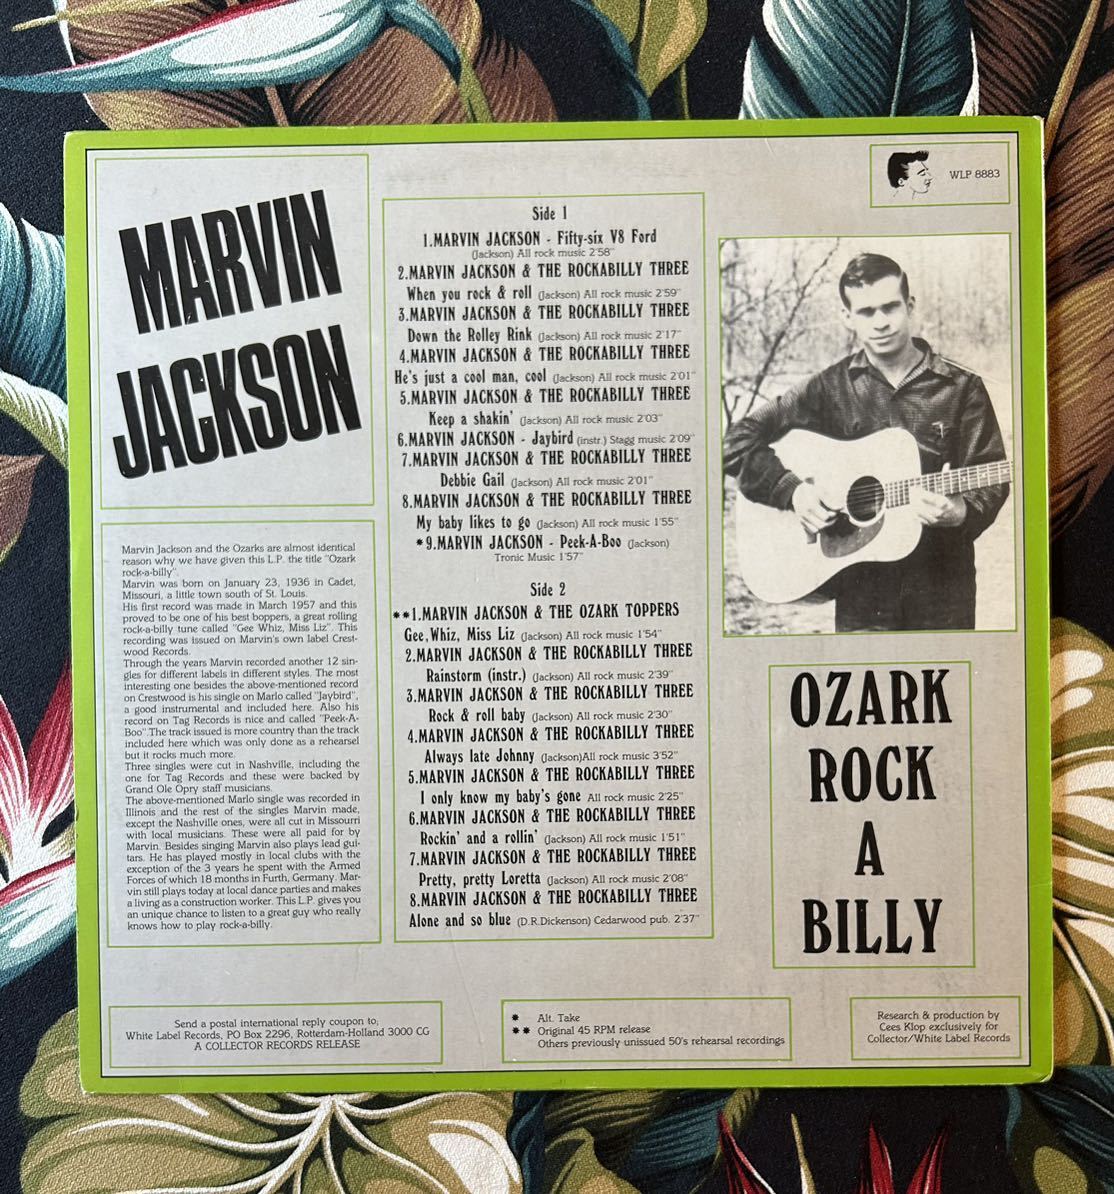 MARVIN
JACKSON
Marvin Jackson and the Ozarks are almost identical
reason why we have given this L.P. the title "Ozark
rock-a-billy".
Marvin was born on January 23, 1936 in Cadet,
Missouri, a little town south of St. Louis.
His first record was made in March 1957 and this
proved to be one of his best boppers, a great rolling
rock-a-billy tune called "Gee Whiz, Miss Liz". This
recording was issued on Marvin's own label Crest-
wood Records.
Through the years Marvin recorded another 12 sin-
gles for different labels in different styles. The most
interesting one besides the above-mentioned record
on Crestwood is his single on Marlo called "Jaybird",
a good instrumental and included here. Also his
record on Tag Records is nice and called "Peek-A-
Boo".The track issued is more country than the track
included here which was only done as a rehearsel
but it rocks much more.
Three singles were cut in Nashville, including the
one for Tag Records and these were backed by
Grand Ole Opry staff musicians.
The above-mentioned Marlo single was recorded in
Illinois and the rest of the singles Marvin made,
except the Nashville ones, were all cut in Missourri
with local musicians. These were all paid for by
Marvin. Besides singing Marvin also plays lead gui-
tars. He has played mostly in local clubs with the
exception of the 3 years he spent with the Armed
Forces of which 18 months in Furth, Germany. Mar-
vin still plays today at local dance parties and makes
a living as a construction worker. This L.P. gives you
an unique chance to listen to a great guy who really
knows how to play rock-a-billy.
Side 1
1.MARVIN JACKSON - Fifty-six V8 Ford
(Jackson) All rock music 2'58"
2.MARVIN JACKSON & THE ROCKABILLY THREE
When you rock & roll (Jackson) All rock music 2'59"
3.MARVIN JACKSON & THE ROCKABILLY THREE
Down the Rolley Rink (Jackson) All rock music 2'17"
4.MARVIN JACKSON & THE ROCKABILLY THREE
He's just a cool man, cool (Jackson) All rock music 2'01"
5.MARVIN JACKSON & THE ROCKABILLY THREE
Keep a shakin' (Jackson) All rock music 2'03"
6.MARVIN JACKSON - Jaybird (instr.) Stagg music 2'09"
7.MARVIN JACKSON & THE ROCKABILLY THREE
Debbie Gail (Jackson) All rock music 2'01"
8.MARVIN JACKSON & THE ROCKABILLY THREE
My baby likes to go (Jackson) All rock music 1'55"
*9.MARVIN JACKSON - Peek-A-Boo (Jackson)
Tronic Music 1'57"
Side 2
**1.MARVIN JACKSON & THE OZARK TOPPERS
Gee, Whiz, Miss Liz (Jackson) All rock music 1'54"
2.MARVIN JACKSON & THE ROCKABILLY THREE
Rainstorm (instr.) (Jackson) All rock music 2'39"
3.MARVIN JACKSON & THE ROCKABILLY THREE
Rock & roll baby (Jackson) All rock music 2'30"
4.MARVIN JACKSON & THE ROCKABILLY THREE
Always late Johnny (Jackson)All rock music 3'52"
5.MARVIN JACKSON & THE ROCKABILLY THREE
I only know my baby's gone All rock music 2'25"
6.MARVIN JACKSON & THE ROCKABILLY THREE
Rockin' and a rollin' (Jackson) All rock music 1'51"
7.MARVIN JACKSON & THE ROCKABILLY THREE
Pretty, pretty Loretta (Jackson) All rock music 2'08"
8.MARVIN JACKSON & THE ROCKABILLY THREE
Alone and so blue (D.R.Dickenson) Cedarwood pub. 2'37"
WLP 8883
OZARK
ROCK
A
BILLY
Send a postal international reply coupon to;
White Label Records, PO Box 2296, Rotterdam-Holland 3000 CG
A COLLECTOR RECORDS RELEASE
* Alt. Take
** Original 45 RPM release
Others previously unissued 50's rehearsal recordings
Research & production by
Cees Klop exclusively for
Collector/White Label Records